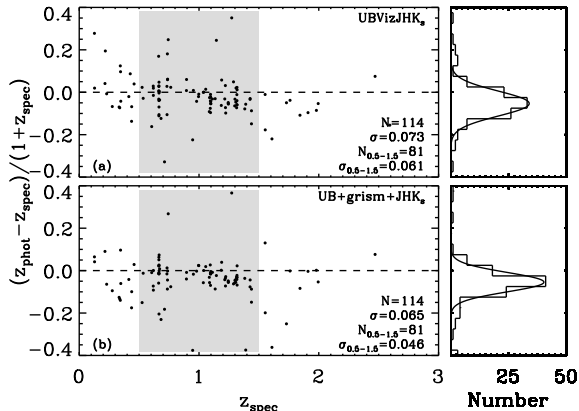 UBVizJHKs
0.4
0.2
0.0
−0.2
−0.4
(a)
N=114
σ=0.073
N0.5-1.5=81
σ0.5-1.5=0.061
(zphot−zspec)/(1+zspec)
UB+grism+JHKs
0.4
0.2
0.0
−0.2
−0.4
(b)
N=114
σ=0.065
N0.5-1.5=81
σ0.5-1.5=0.046
0 1 2 3
zspec
25 50
Number